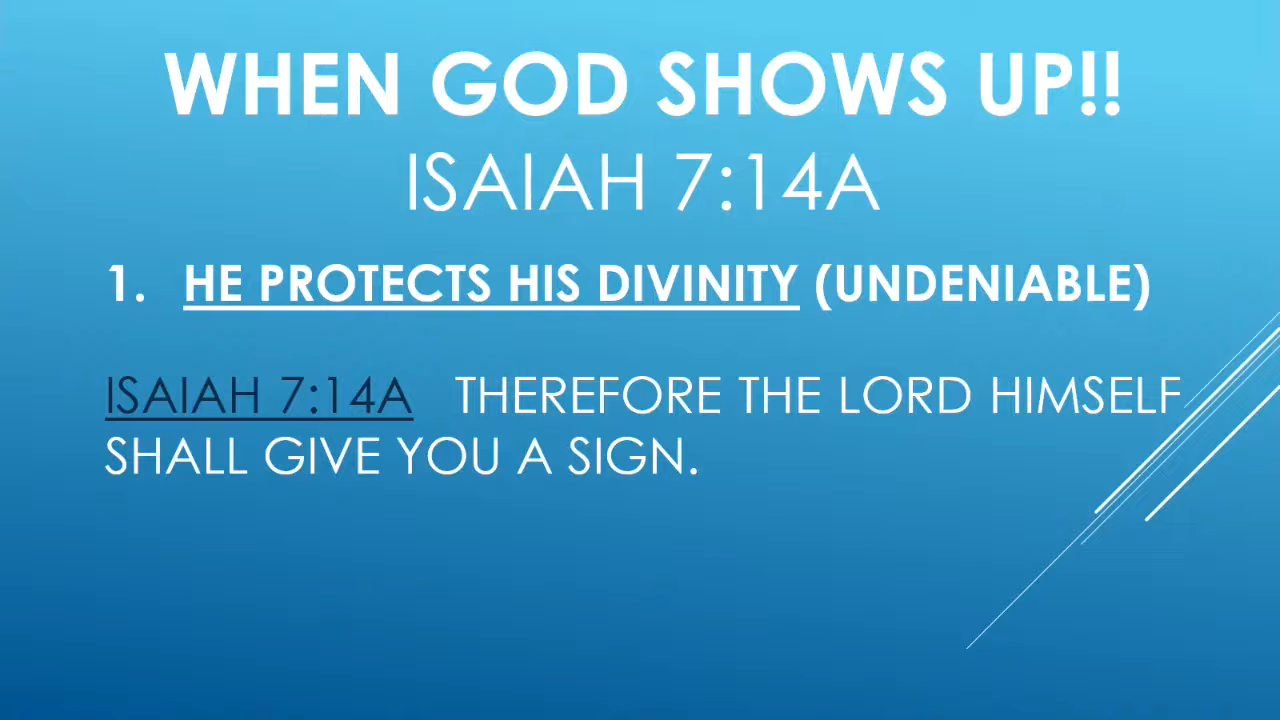 WHEN GOD SHOWS UP!!
ISAIAH 7:14A
1. HE PROTECTS HIS DIVINITY (UNDENIABLE)
ISAIAH 7:14A THEREFORE THE LORD HIMSELF
SHALL GIVE YOU A SIGN.